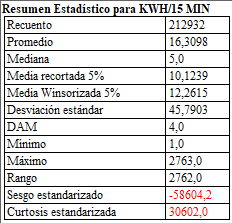 Resumen Estadístico para KWH/15 MIN
Recuento 212932
Promedio 16,3098
Mediana 5,0
Media recortada 5% 10,1239
Media Winsorizada 5% 12,2615
Desviación estándar 45,7903
DAM 4,0
Mínimo 1,0
Máximo 2763,0
Rango 2762,0
Sesgo estandarizado -58604,2
Curtosis estandarizada 30602,0